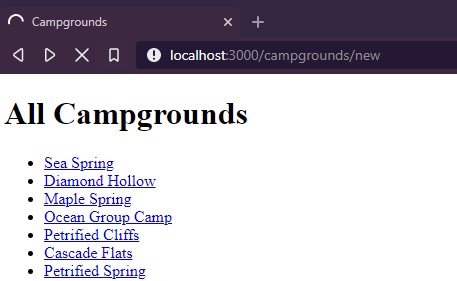 Campgrounds
localhost:3000/campgrounds/new
All Campgrounds
Sea Spring
Diamond Hollow
Maple Spring
Ocean Group Camp
Petrified Cliffs
Cascade Flats
Petrified Spring